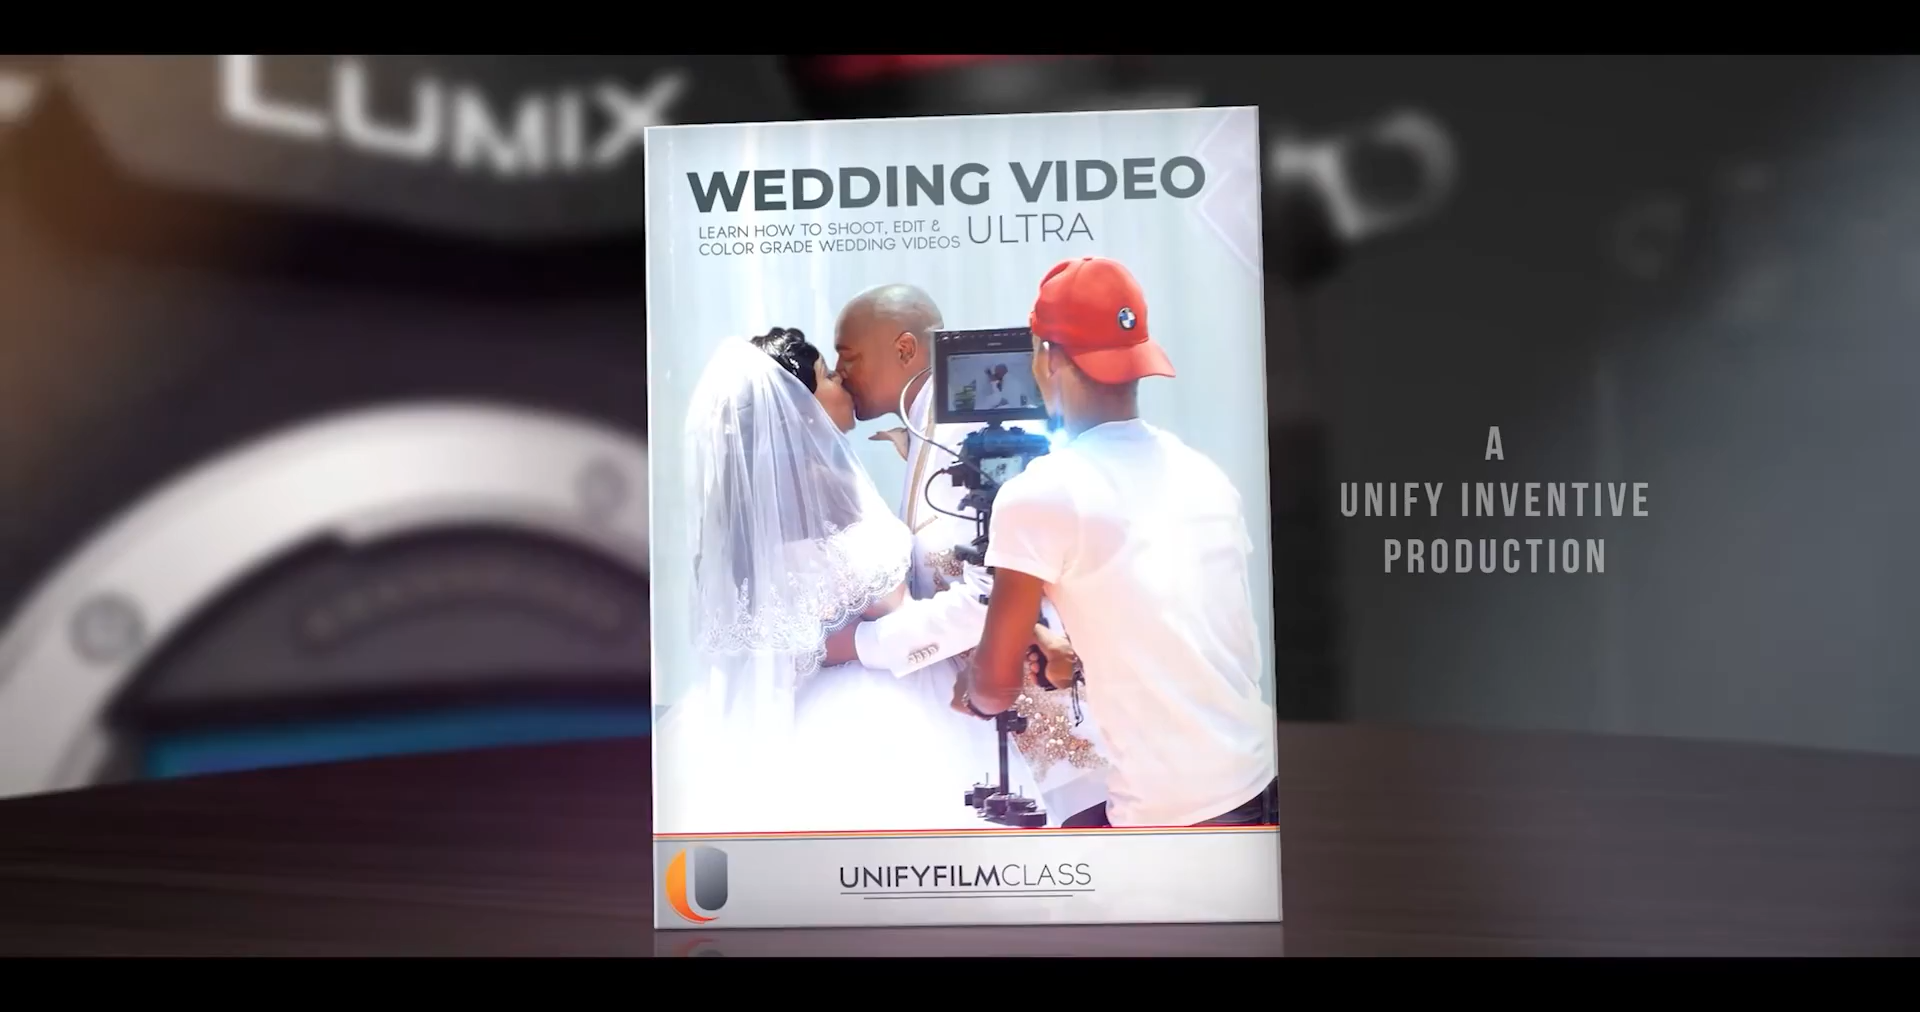 LUMIX
WEDDING VIDEO
LEARN HOW TO SHOOT, EDIT &
COLOR GRADE WEDDING VIDEOS
ULTRA
A
UNIFY INVENTIVE
PRODUCTION
UNIFYFILMCLASS